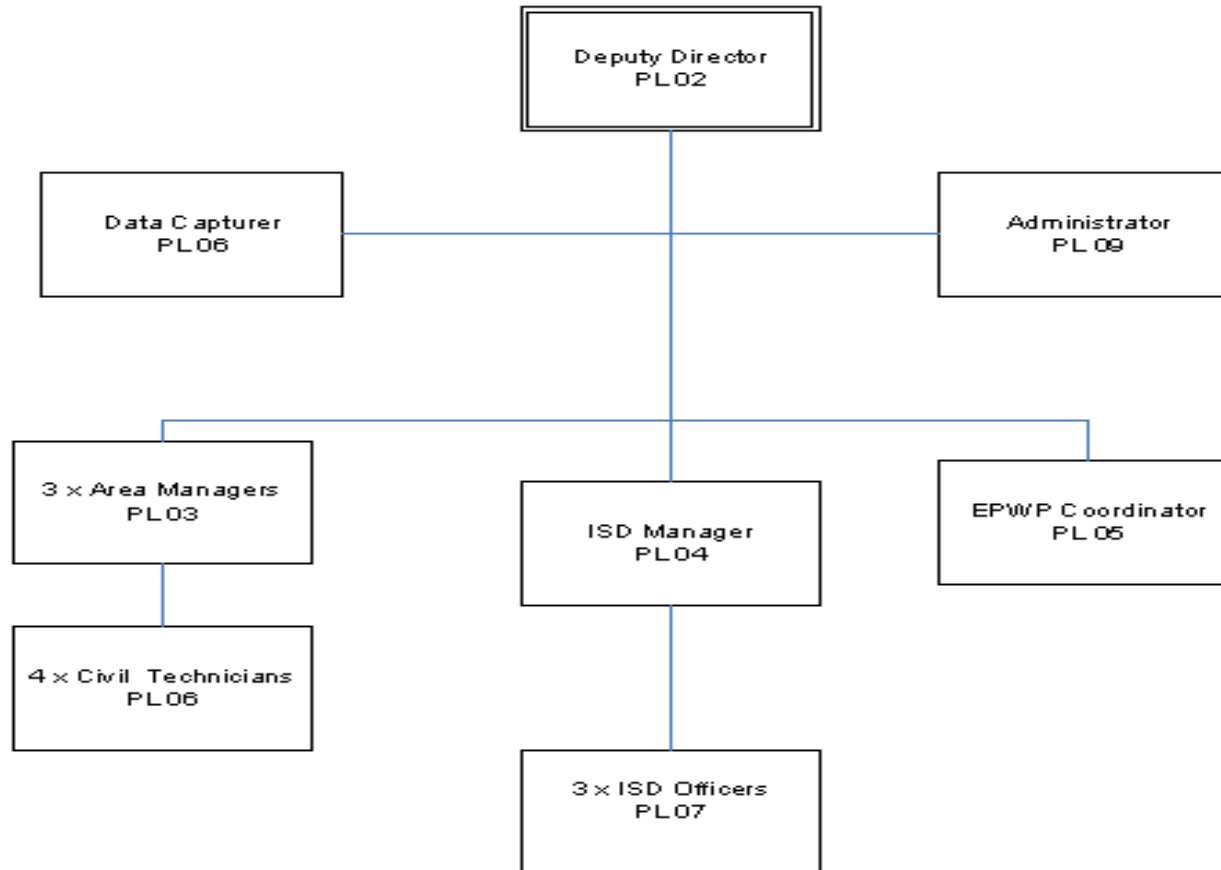 Deputy Director
PL02
Data Capturer
PL06
Administrator
PL09
3 x Area Managers
PL03
ISD Manager
PL04
EPWP Coordinator
PL05
4 x Civil Technicians
PL06
3 x ISD Officers
PL07